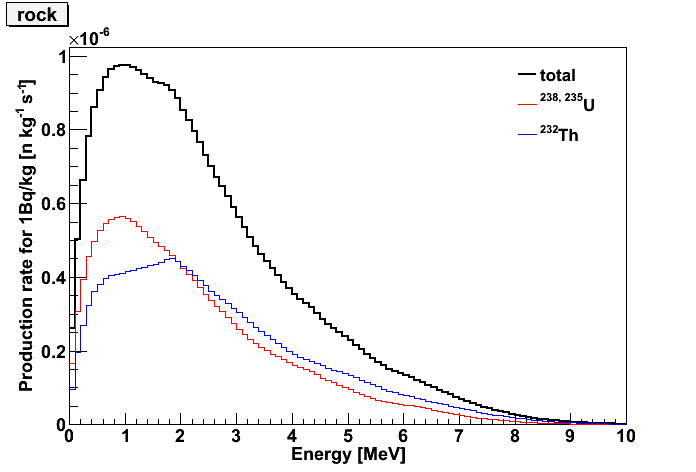 rock
×10⁻⁶
Production rate for 1Bq/kg [n kg⁻¹ s⁻¹]
1
0.8
0.6
0.4
0.2
0
total
²³⁸, ²³⁵U
²³²Th
0 1 2 3 4 5 6 7 8 9 10
Energy [MeV]